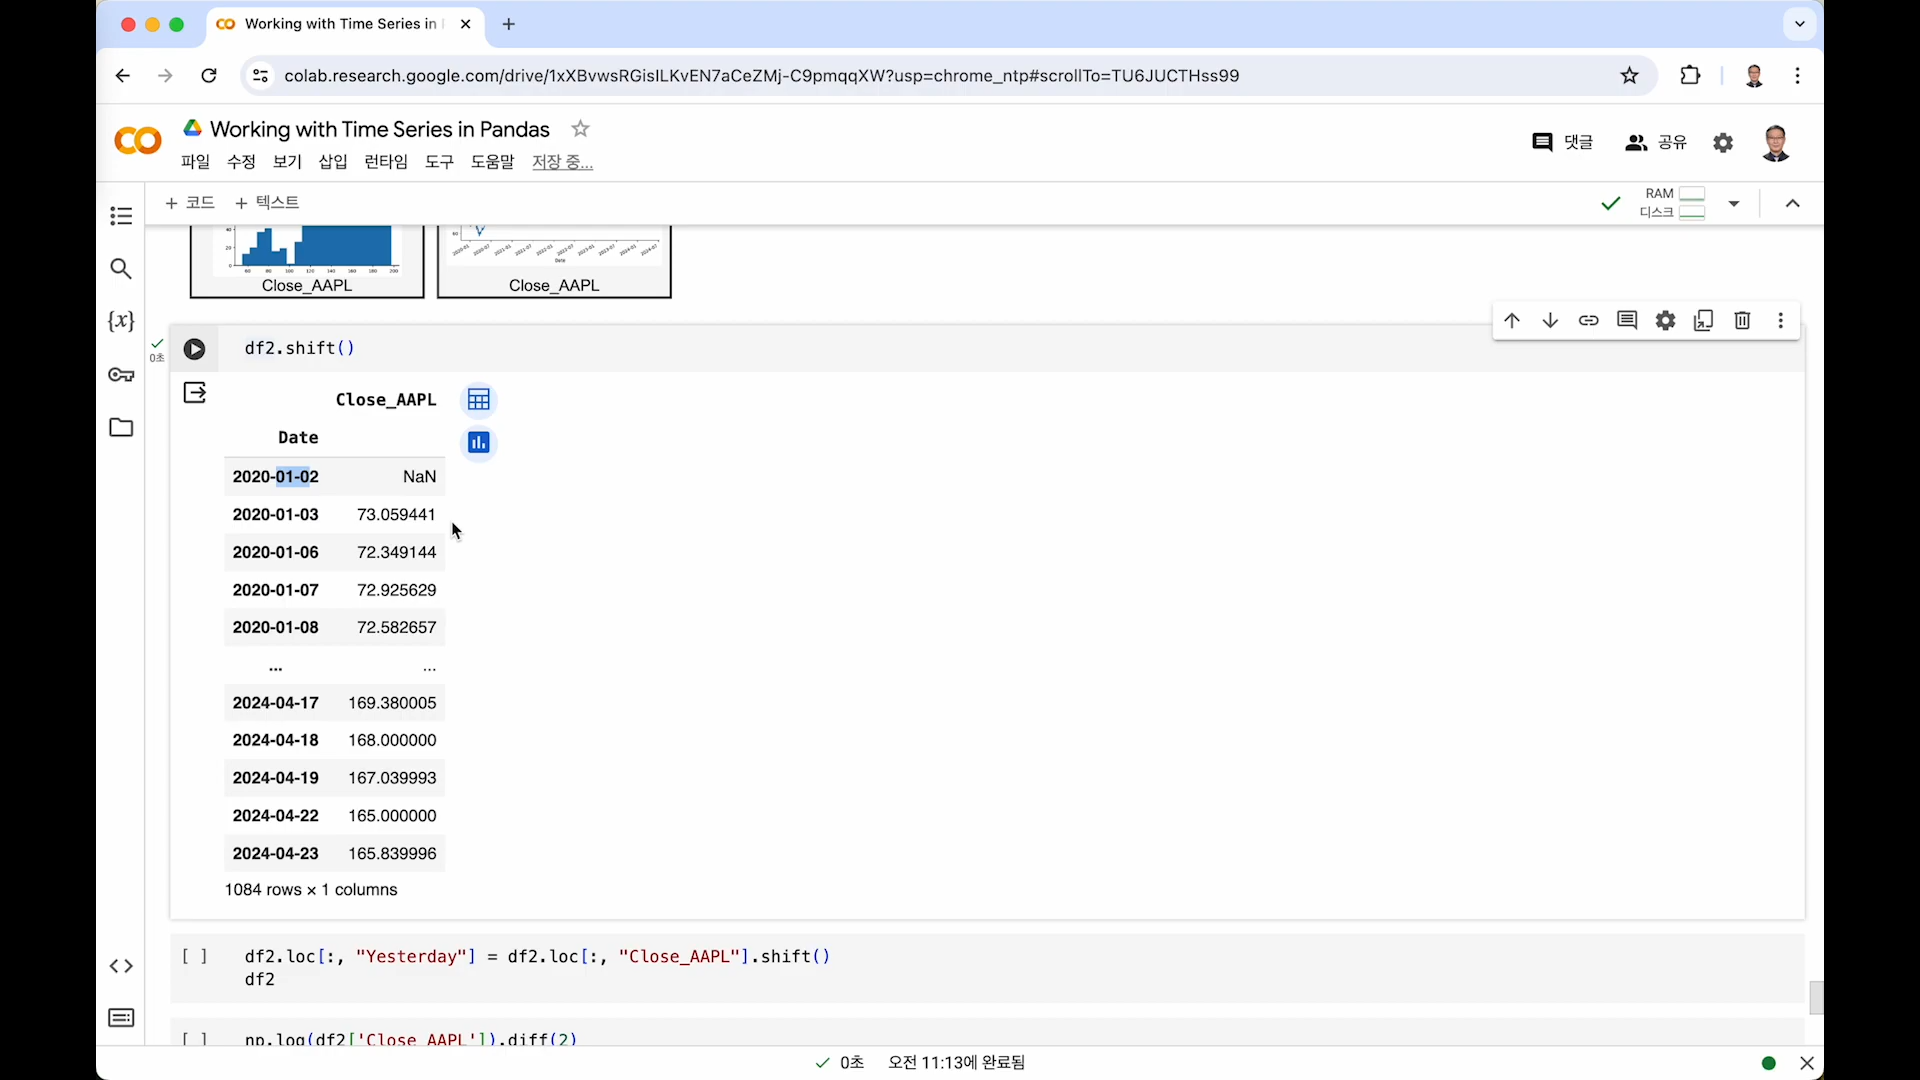 Working with Time Series in
colab.research.google.com/drive/1xXBvwsRGisILKvEN7aCeZMj-C9pmqqXW?usp=chrome_ntp#scrollTo=TU6JUCTHss99
Working with Time Series in Pandas
댓글
공유
파일 수정 보기 삽입 런타임 도구 도움말 저장 중...
+ 코드 + 텍스트
RAM
디스크
Close_AAPL Close_AAPL
{x}
0초
df2.shift()
Close_AAPL
Date
2020-01-02 NaN
2020-01-03 73.059441
2020-01-06 72.349144
2020-01-07 72.925629
2020-01-08 72.582657
... ...
2024-04-17 169.380005
2024-04-18 168.000000
2024-04-19 167.039993
2024-04-22 165.000000
2024-04-23 165.839996
1084 rows × 1 columns
[ ] df2.loc[:, "Yesterday"] = df2.loc[:, "Close_AAPL"].shift()
df2
[ ] np.log(df2['Close_AAPL']).diff(2)
0초 오전 11:13에 완료됨